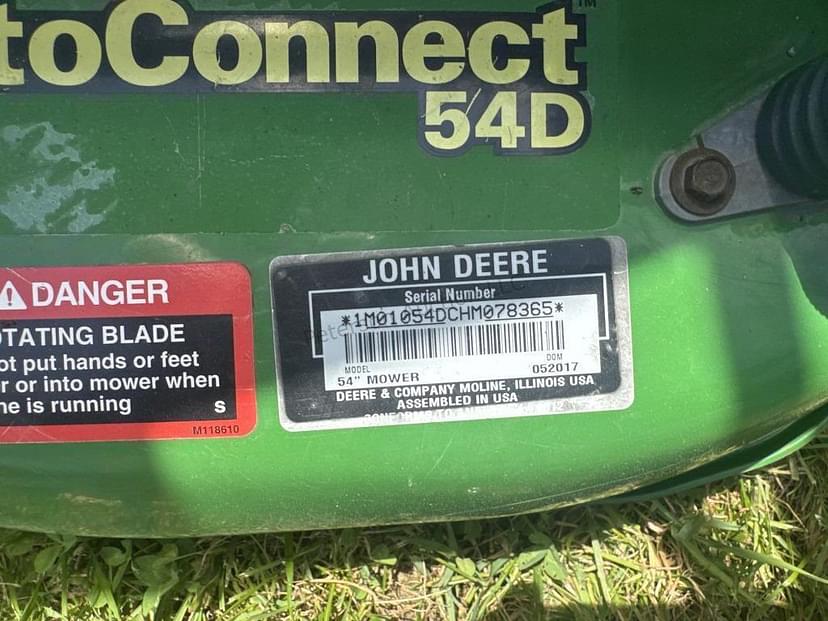 toConnect™
54D
DANGER
OTATING BLADE
ot put hands or feet
r or into mower when
ne is running
S
M118610
JOHN DEERE
Serial Number
*1M01054DCHM078365*
MODEL DOM
54" MOWER 052017
DEERE & COMPANY MOLINE, ILLINOIS USA
ASSEMBLED IN USA